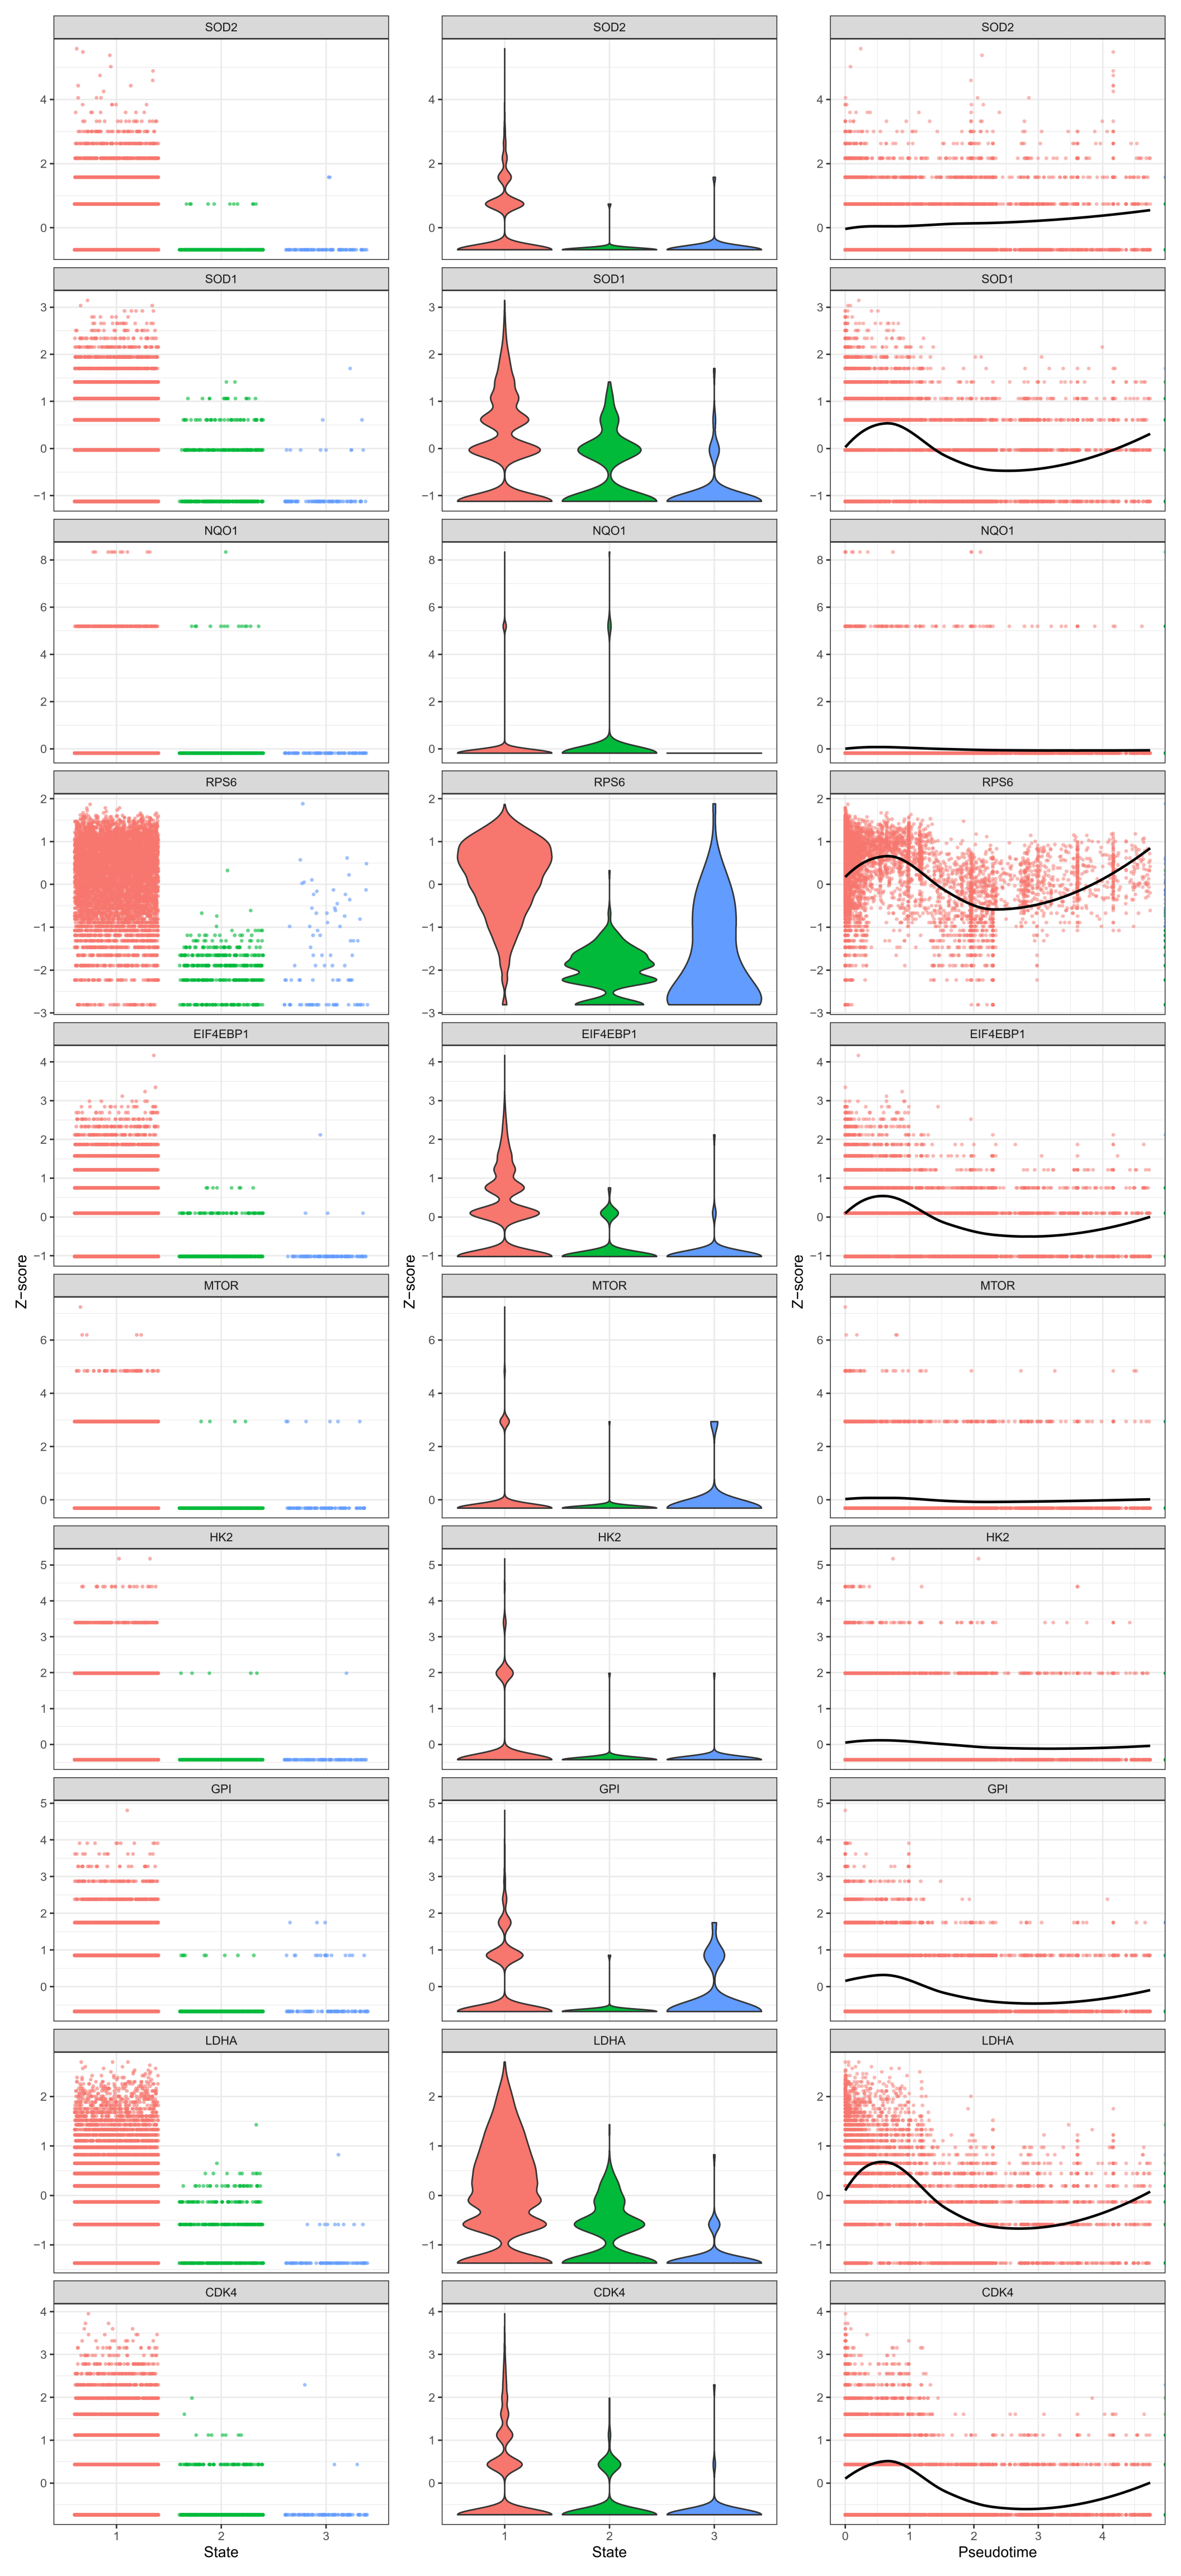 SOD2 SOD2 SOD2
4 4 4
2 2 2
0 0 0
SOD1 SOD1 SOD1
3 3 3
2 2 2
1 1 1
0 0 0
−1 −1 −1
NQO1 NQO1 NQO1
8 8 8
6 6 6
4 4 4
2 2 2
0 0 0
RPS6 RPS6 RPS6
2 2 2
1 1 1
0 0 0
−1 −1 −1
−2 −2 −2
−3 −3 −3
EIF4EBP1 EIF4EBP1 EIF4EBP1
4 4 4
3 3 3
2 2 2
1 1 1
0 0 0
−1 −1 −1
Z−score Z−score Z−score
MTOR MTOR MTOR
6 6 6
4 4 4
2 2 2
0 0 0
HK2 HK2 HK2
5 5 5
4 4 4
3 3 3
2 2 2
1 1 1
0 0 0
GPI GPI GPI
5 5 5
4 4 4
3 3 3
2 2 2
1 1 1
0 0 0
LDHA LDHA LDHA
2 2 2
1 1 1
0 0 0
−1 −1 −1
CDK4 CDK4 CDK4
4 4 4
3 3 3
2 2 2
1 1 1
0 0 0
1 2 3 1 2 3 0 1 2 3 4
State State Pseudotime